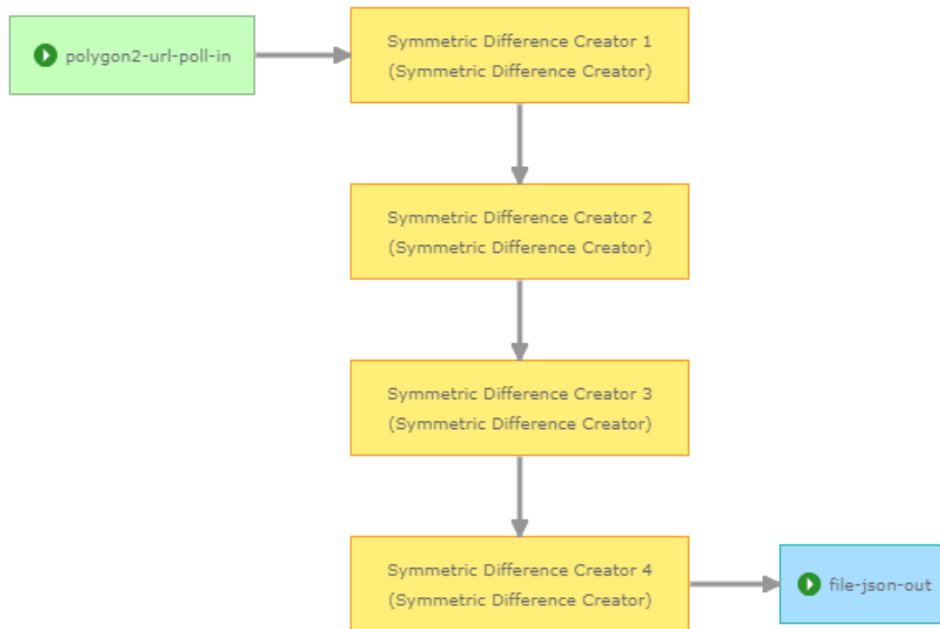 polygon2-url-poll-in
Symmetric Difference Creator 1
(Symmetric Difference Creator)
Symmetric Difference Creator 2
(Symmetric Difference Creator)
Symmetric Difference Creator 3
(Symmetric Difference Creator)
Symmetric Difference Creator 4
(Symmetric Difference Creator)
file-json-out